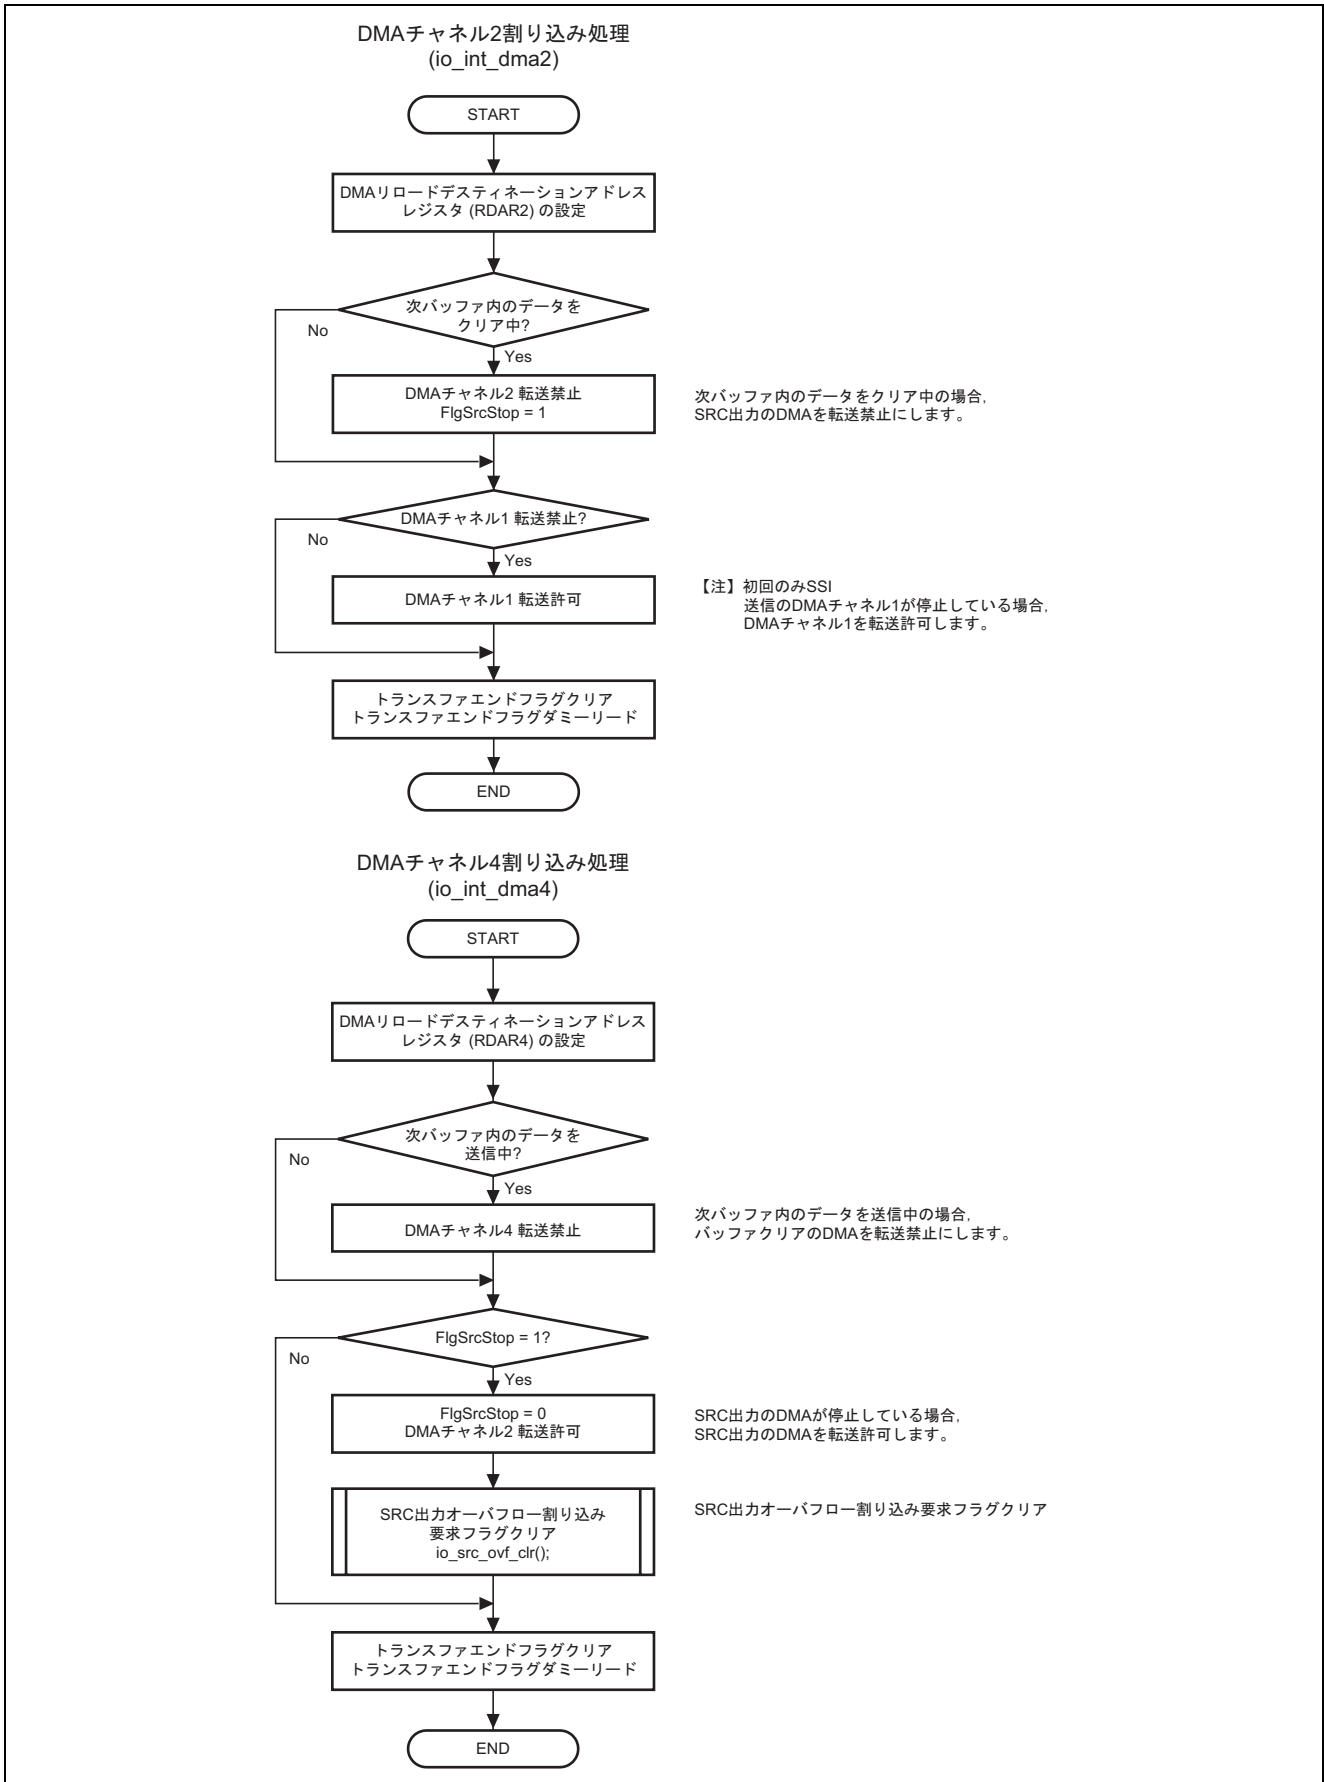 DMAチャネル2割り込み処理
(io_int_dma2)
START
DMAリロードデスティネーションアドレス
レジスタ (RDAR2) の設定
次バッファ内のデータを
クリア中?
No
Yes
DMAチャネル2 転送禁止
FlgSrcStop = 1
次バッファ内のデータをクリア中の場合,
SRC出力のDMAを転送禁止にします。
DMAチャネル1 転送禁止?
No
Yes
DMAチャネル1 転送許可
【注】初回のみSSI
送信のDMAチャネル1が停止している場合,
DMAチャネル1を転送許可します。
トランスファエンドフラグクリア
トランスファエンドフラグダミーリード
END
DMAチャネル4割り込み処理
(io_int_dma4)
START
DMAリロードデスティネーションアドレス
レジスタ (RDAR4) の設定
次バッファ内のデータを
送信中?
No
Yes
DMAチャネル4 転送禁止
次バッファ内のデータを送信中の場合,
バッファクリアのDMAを転送禁止にします。
FlgSrcStop = 1?
No
Yes
FlgSrcStop = 0
DMAチャネル2 転送許可
SRC出力のDMAが停止している場合,
SRC出力のDMAを転送許可します。
SRC出力オーバフロー割り込み
要求フラグクリア
io_src_ovf_clr();
SRC出力オーバフロー割り込み要求フラグクリア
トランスファエンドフラグクリア
トランスファエンドフラグダミーリード
END